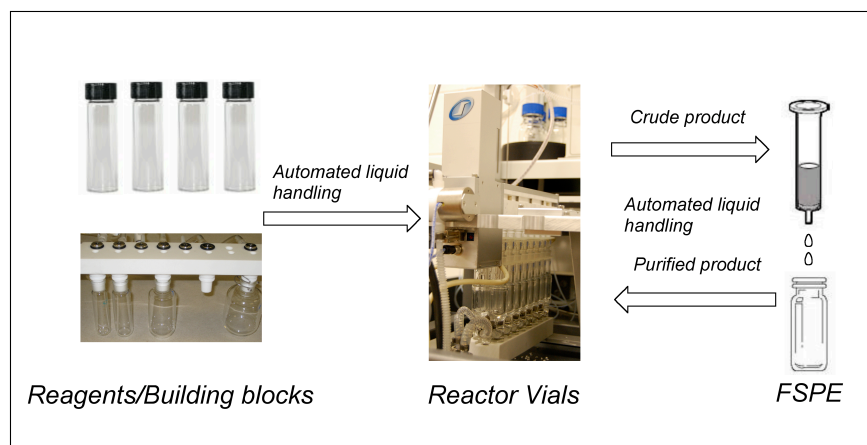 Automated liquid
handling
Crude product
Automated liquid
handling
Purified product
Reagents/Building blocks
Reactor Vials
FSPE